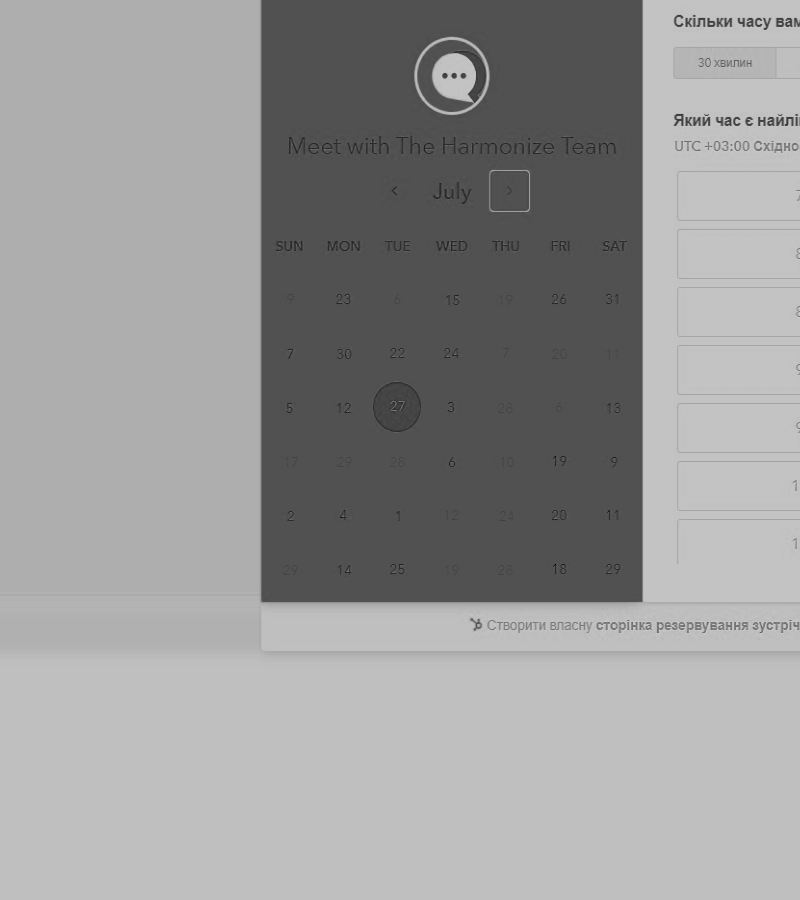 Скільки часу вам
30 хвилин
Meet with The Harmonize Team
Який час є найлі
UTC +03:00 Східно
July
SUN MON TUE WED THU FRI SAT
9 23 6 15 19 26 31
7 30 22 24 7 20 11
5 12 27 3 28 6 13
17 29 28 6 10 19 9
2 4 1 12 24 20 11
29 14 25 19 28 18 29
7
8
8
9
9
1
1
Створити власну сторінка резервування зустріч